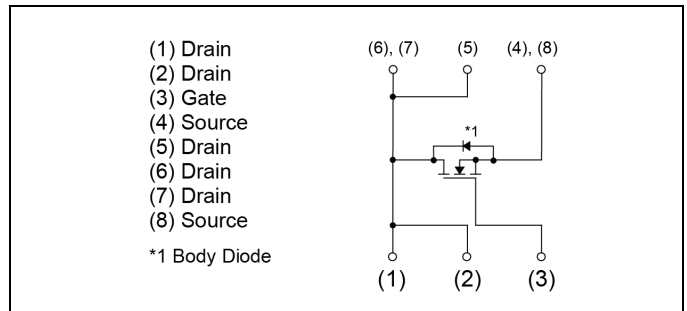 (1) Drain
(2) Drain
(3) Gate
(4) Source
(5) Drain
(6) Drain
(7) Drain
(8) Source
*1 Body Diode
(6), (7)
(5)
(4), (8)
*1
(1)
(2)
(3)